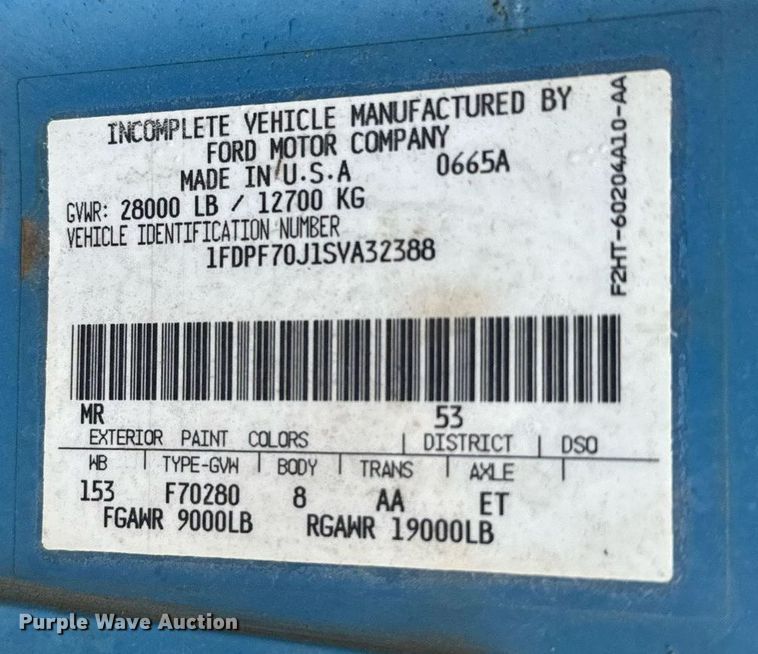 INCOMPLETE VEHICLE MANUFACTURED BY
FORD MOTOR COMPANY
MADE IN U.S.A 0665A
GVWR: 28000 LB / 12700 KG
VEHICLE IDENTIFICATION NUMBER
1FDPF70J1SVA32388
F2HT-60204A10-AA
MR 53
EXTERIOR PAINT COLORS DISTRICT DSO
WB TYPE-GVW BODY TRANS AXLE
153 F70280 8 AA ET
FGAWR 9000LB RGAWR 19000LB
Purple Wave Auction